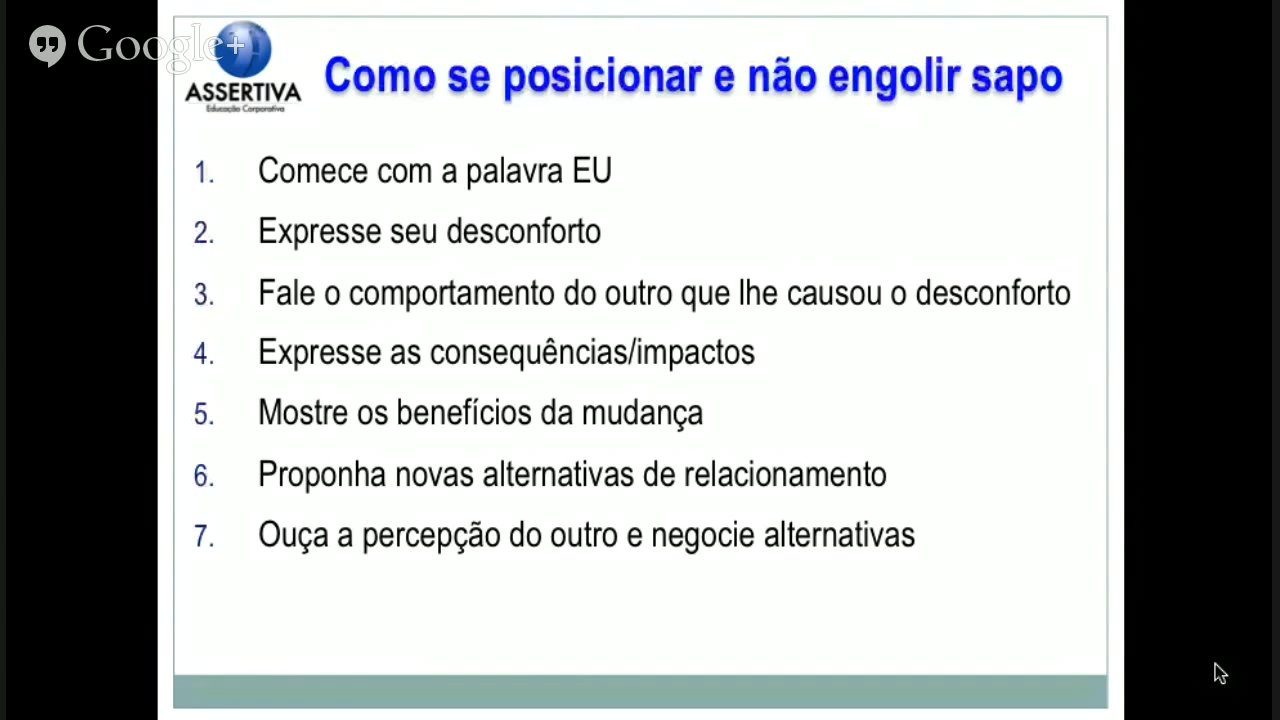 Google+
ASSERTIVA
Educação Corporativa
Como se posicionar e não engolir sapo
1. Comece com a palavra EU
2. Expresse seu desconforto
3. Fale o comportamento do outro que lhe causou o desconforto
4. Expresse as consequências/impactos
5. Mostre os benefícios da mudança
6. Proponha novas alternativas de relacionamento
7. Ouça a percepção do outro e negocie alternativas